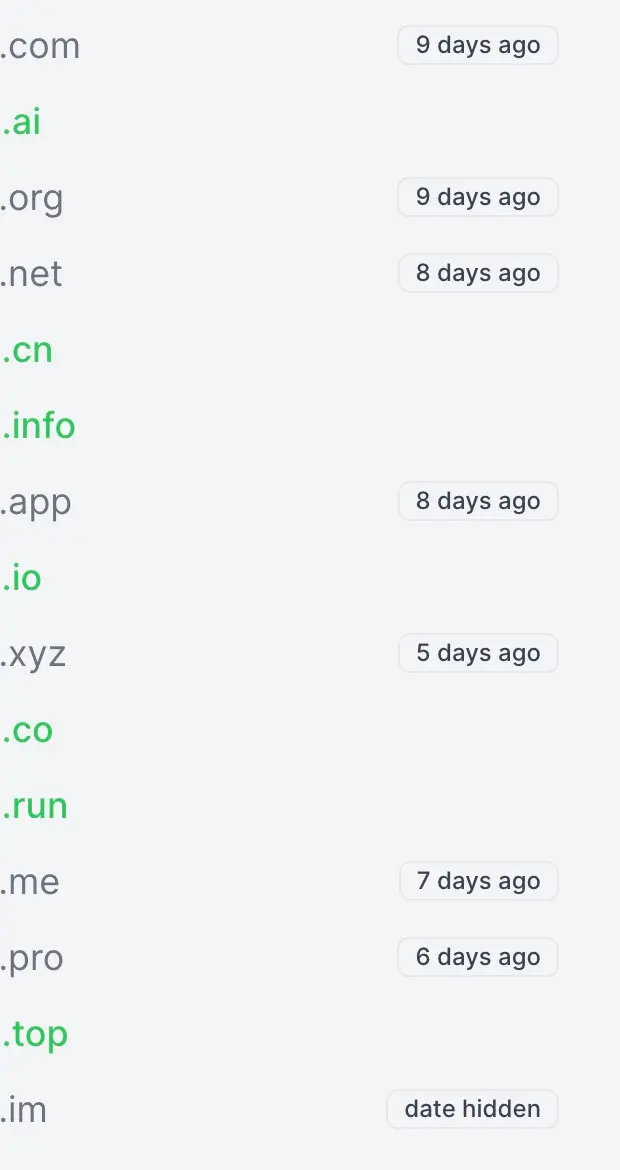 .com 9 days ago
.ai
.org 9 days ago
.net 8 days ago
.cn
.info
.app 8 days ago
.io
.xyz 5 days ago
.co
.run
.me 7 days ago
.pro 6 days ago
.top
.im date hidden